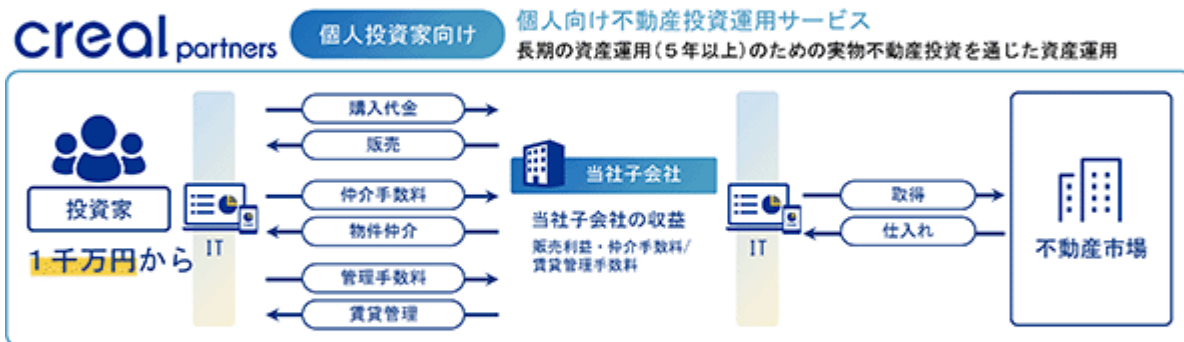 creal partners
個人投資家向け
個人向け不動産投資運用サービス
長期の資産運用(5年以上)のための実物不動産投資を通じた資産運用
投資家
1千万円から
IT
購入代金
販売
仲介手数料
物件仲介
管理手数料
賃貸管理
当社子会社
当社子会社の収益
販売利益・仲介手数料/
賃貸管理手数料
IT
取得
仕入れ
不動産市場